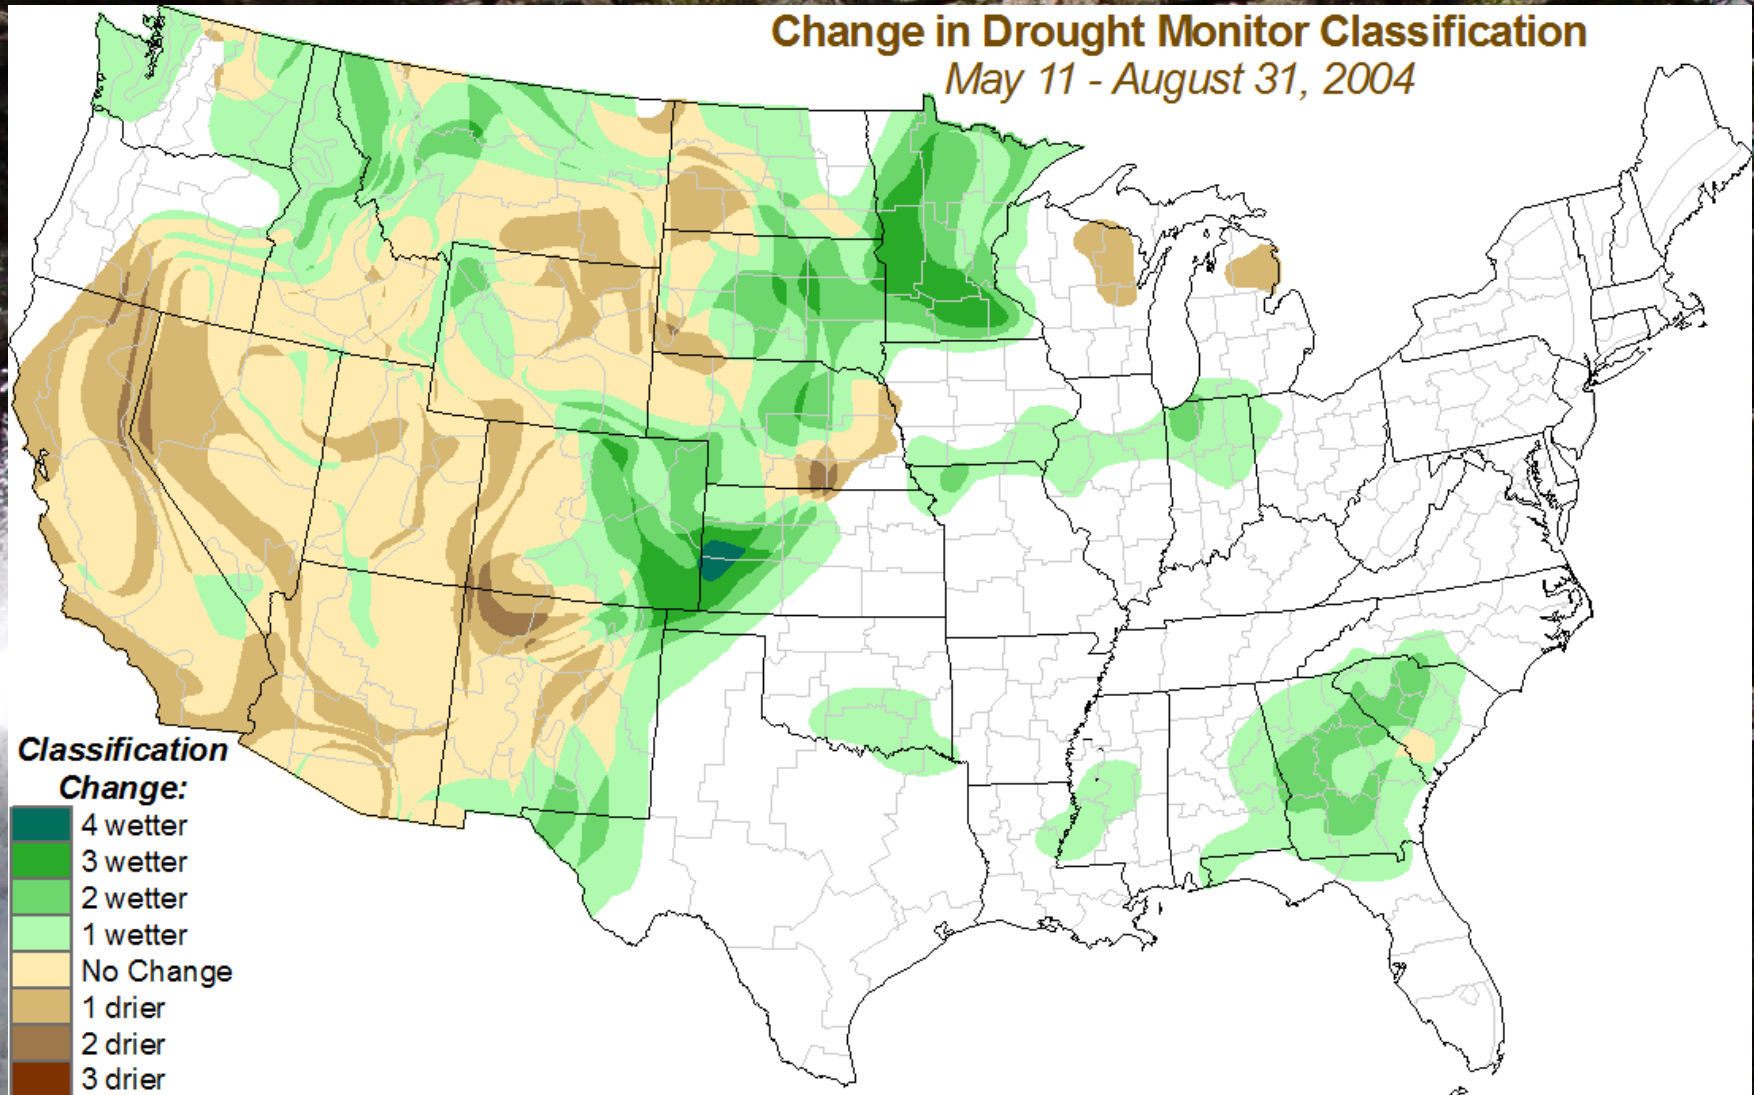 Change in Drought Monitor Classification
May 11 - August 31, 2004
Classification
Change:
4 wetter
3 wetter
2 wetter
1 wetter
No Change
1 drier
2 drier
3 drier